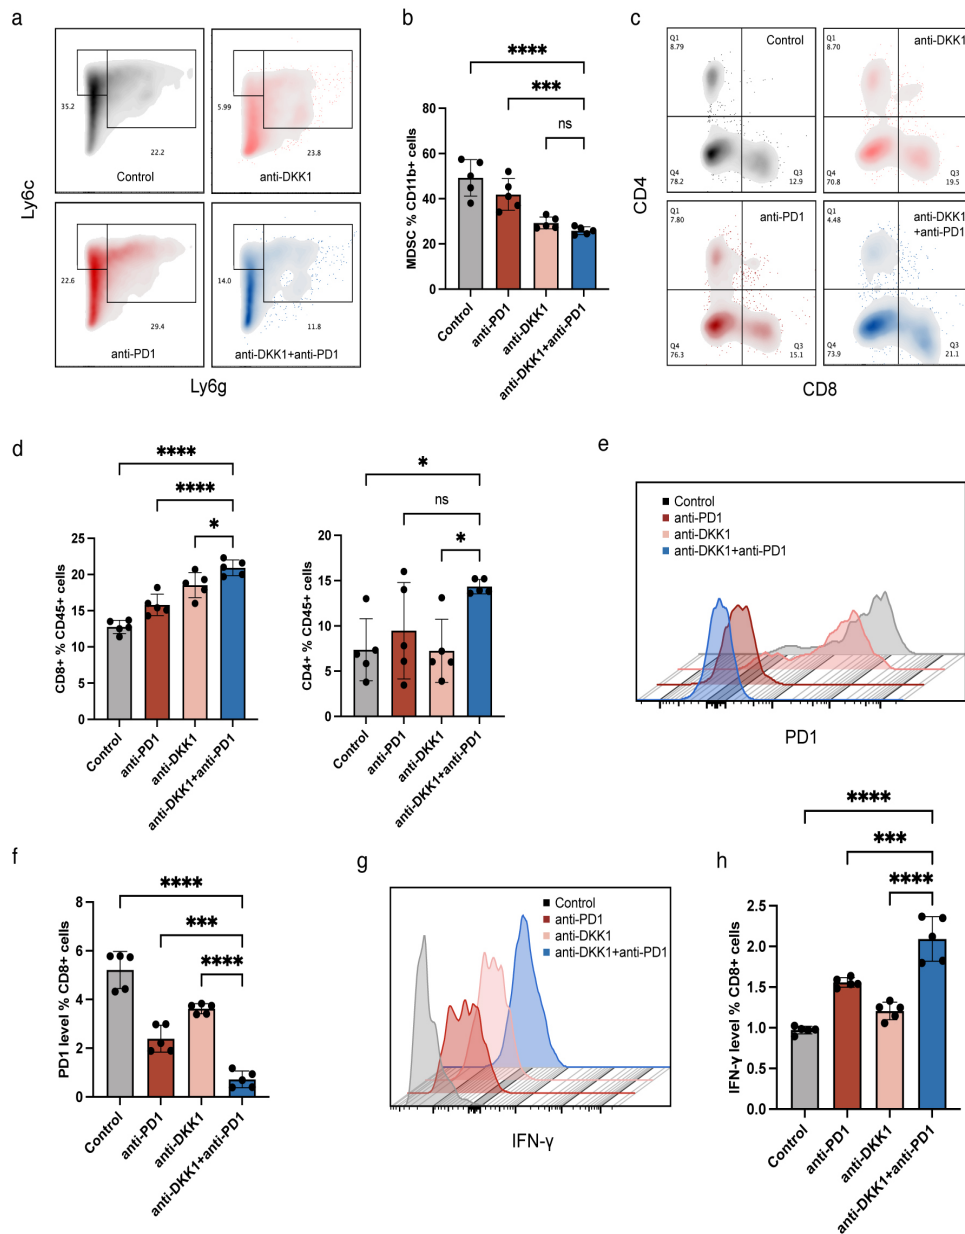 a
Ly6c
35.2
22.2
Control
5.99
23.8
anti-DKK1
22.6
29.4
anti-PD1
14.0
11.8
anti-DKK1+anti-PD1
Ly6g
b
****
***
ns
MDSC % CD11b+ cells
80
60
40
20
0
Control
anti-PD1
anti-DKK1
anti-DKK1+anti-PD1
c
CD4
Q1
8.79
Control
Q4
78.2
Q3
12.9
Q1
8.70
anti-DKK1
Q4
70.8
Q3
19.5
Q1
7.80
anti-PD1
Q4
76.3
Q3
15.1
Q1
4.48
anti-DKK1
+anti-PD1
Q4
73.9
Q3
21.1
CD8
d
****
****
*
CD8+ % CD45+ cells
25
20
15
10
5
0
Control
anti-PD1
anti-DKK1
anti-DKK1+anti-PD1
*
ns
*
CD4+ % CD45+ cells
20
15
10
5
0
Control
anti-PD1
anti-DKK1
anti-DKK1+anti-PD1
e
Control
anti-PD1
anti-DKK1
anti-DKK1+anti-PD1
PD1
f
****
***
****
PD1 level % CD8+ cells
8
6
4
2
0
Control
anti-PD1
anti-DKK1
anti-DKK1+anti-PD1
g
Control
anti-PD1
anti-DKK1
anti-DKK1+anti-PD1
IFN-γ
h
****
***
****
IFN-γ level % CD8+ cells
2.5
2.0
1.5
1.0
0.5
0.0
Control
anti-PD1
anti-DKK1
anti-DKK1+anti-PD1